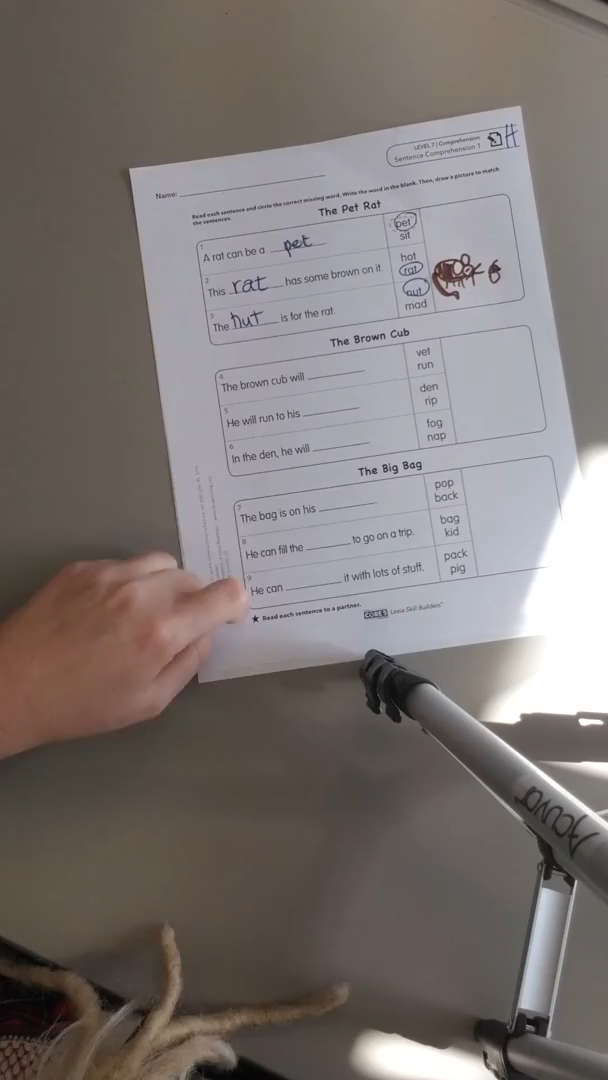 LEVEL 7 | Comprehension
Sentence Comprehension 1
H
Name:
Read each sentence and circle the correct missing word. Write the word in the blank. Then, draw a picture to match
the sentences.
The Pet Rat
1
A rat can be a pet
pet
sit
2
This rat has some brown on it.
hot
rat
3
The nut is for the rat.
nut
mad
The Brown Cub
4
The brown cub will
vet
run
5
He will run to his
den
rip
6
In the den, he will
fog
nap
The Big Bag
7
The bag is on his
pop
back
8
He can fill the to go on a trip.
bag
kid
9
He can it with lots of stuff.
pack
pig
★ Read each sentence to a partner.
CORE5 Lexia Skill Builders®
Acuvar